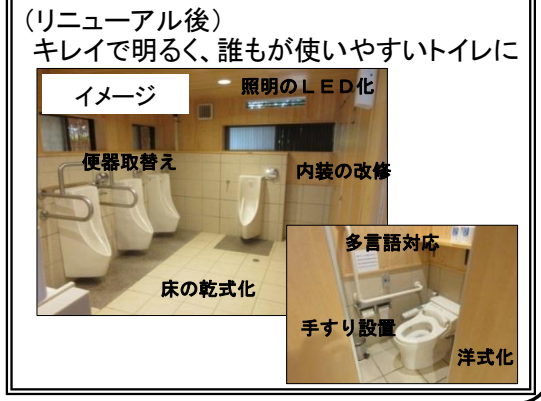 (リニューアル後)
キレイで明るく、誰もが使いやすいトイレに
イメージ
照明のLED化
便器取替え
内装の改修
床の乾式化
多言語対応
手すり設置
洋式化